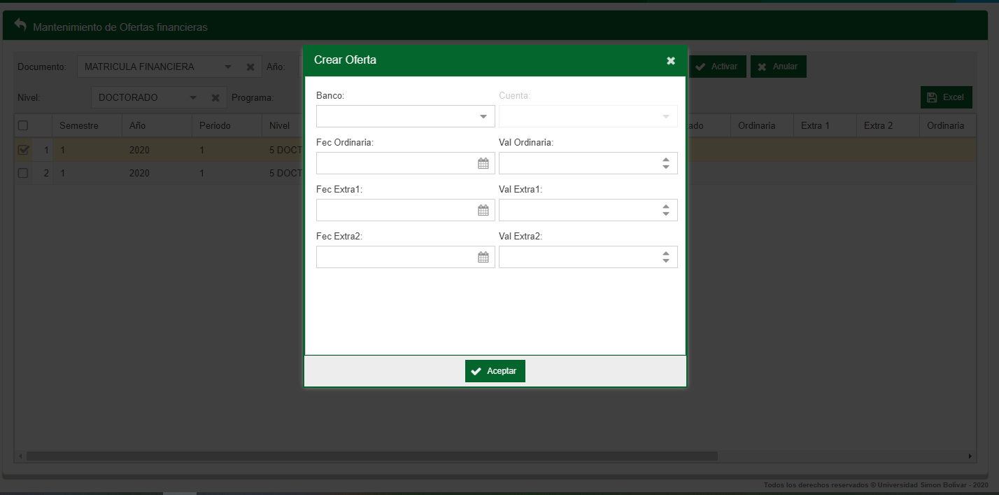 Mantenimiento de Ofertas financieras
Documento: MATRICULA FINANCIERA Año: Activar Anular
Nivel: DOCTORADO Programa: Excel
Semestre Año Periodo Nivel ado Ordinaria Extra 1 Extra 2 Ordinaria
1 1 2020 1 5 DOCT
2 1 2020 1 5 DOCT
Crear Oferta
Banco: Cuenta:
Fec Ordinaria: Val Ordinaria:
Fec Extra1: Val Extra1:
Fec Extra2: Val Extra2:
Aceptar
Todos los derechos reservados © Universidad Simon Bolivar - 2020